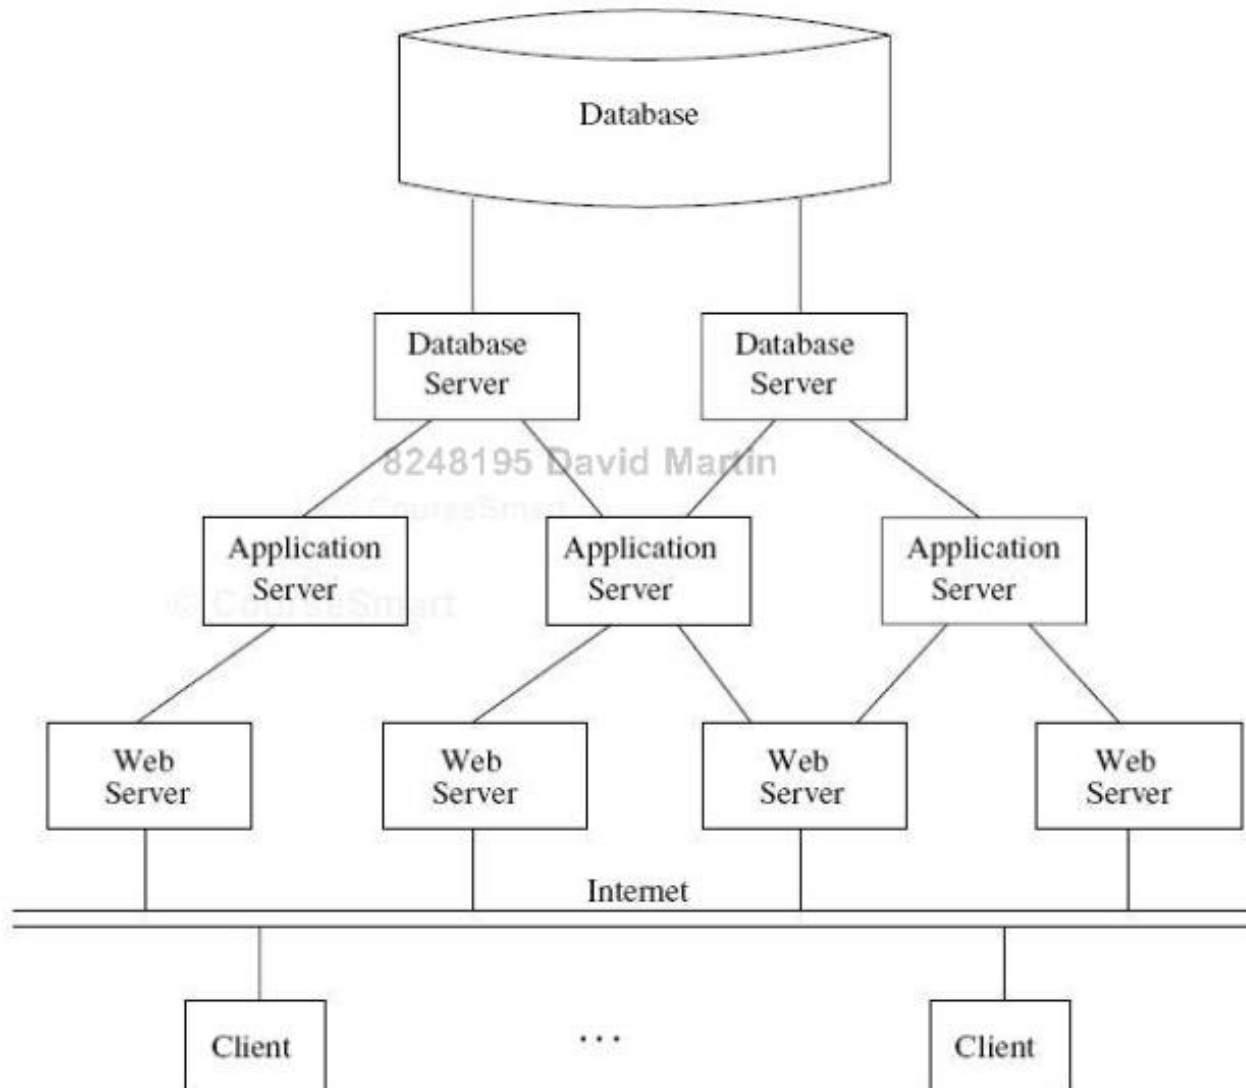 Database
Database
Server
Database
Server
8248195 David Martin
CourseSmart
Application
Server
Application
Server
Application
Server
© CourseSmart
Web
Server
Web
Server
Web
Server
Web
Server
Internet
Client
...
Client